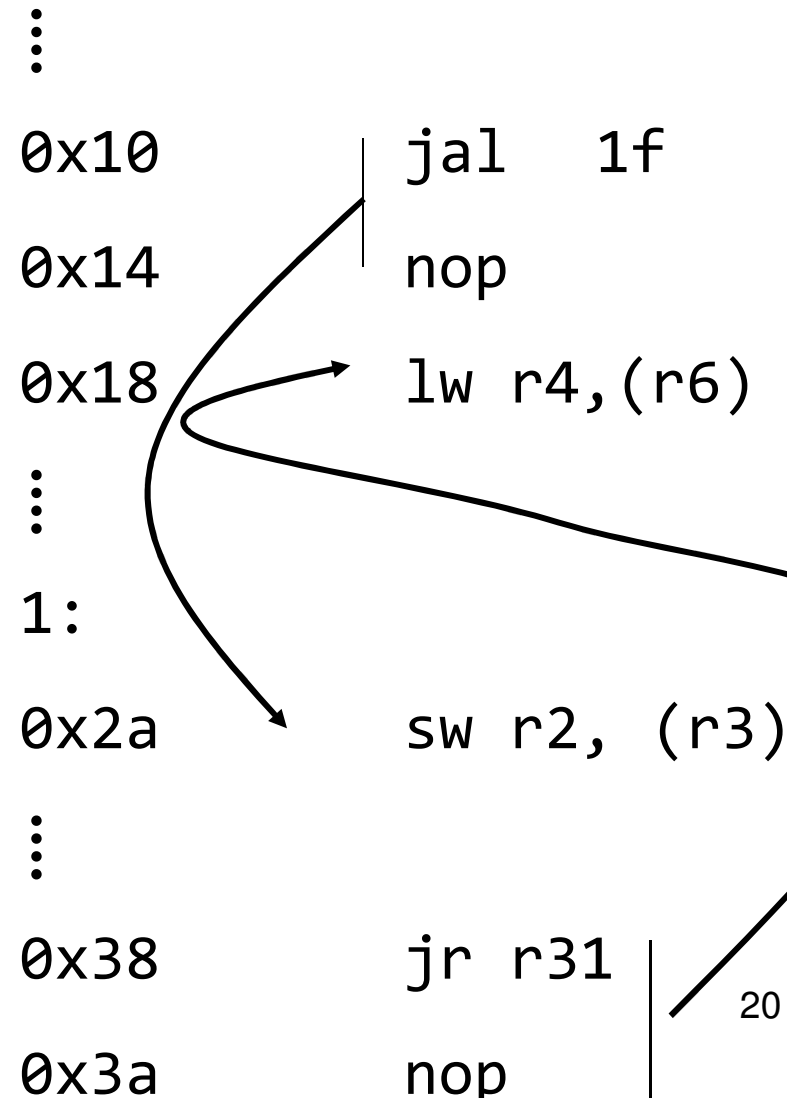 ⋮
0x10 jal 1f
0x14 nop
0x18 lw r4,(r6)
⋮
1:
0x2a sw r2, (r3)
⋮
0x38 jr r31
20
0x3a nop